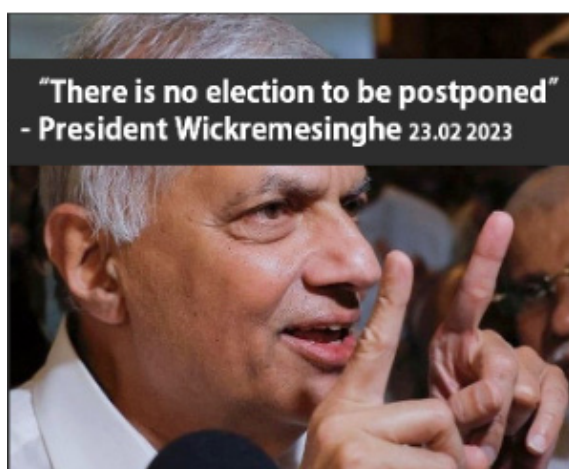 “There is no election to be postponed”
- President Wickremesinghe 23.02 2023